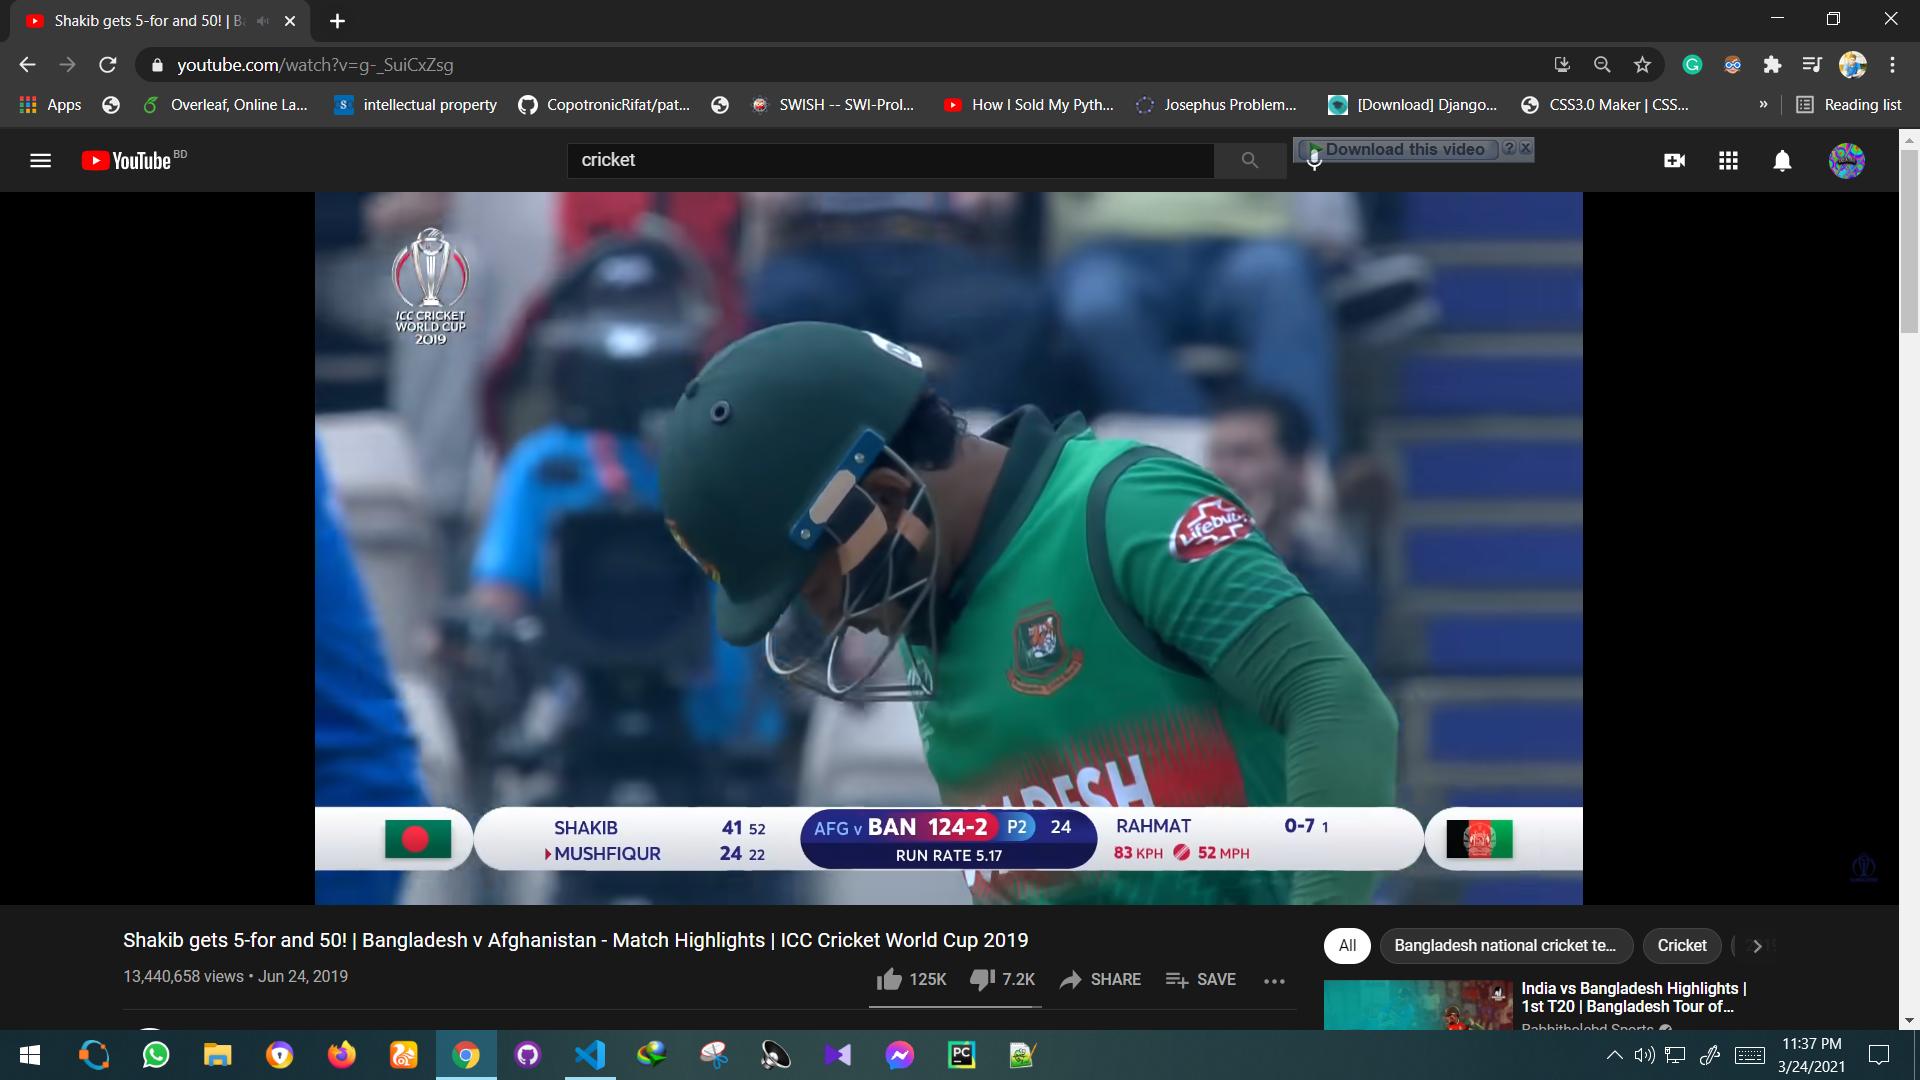 Shakib gets 5-for and 50! | Ba
youtube.com/watch?v=g-_SuiCxZsg
Apps
Overleaf, Online La...
intellectual property
CopotronicRifat/pat...
SWISH -- SWI-Prol...
How I Sold My Pyth...
Josephus Problem...
[Download] Django...
CSS3.0 Maker | CSS...
»
Reading list
YouTube BD
cricket
Download this video
ICC CRICKET
WORLD CUP
2019
Lifebuoy
SHAKIB 41 52
MUSHFIQUR 24 22
AFG v BAN 124-2 P2 24
RUN RATE 5.17
RAHMAT 0-7 1
83 KPH 52 MPH
Shakib gets 5-for and 50! | Bangladesh v Afghanistan - Match Highlights | ICC Cricket World Cup 2019
13,440,658 views • Jun 24, 2019
125K
7.2K
SHARE
SAVE
All
Bangladesh national cricket te...
Cricket
India vs Bangladesh Highlights |
1st T20 | Bangladesh Tour of...
Rabbitholebd Sports
PC
11:37 PM
3/24/2021